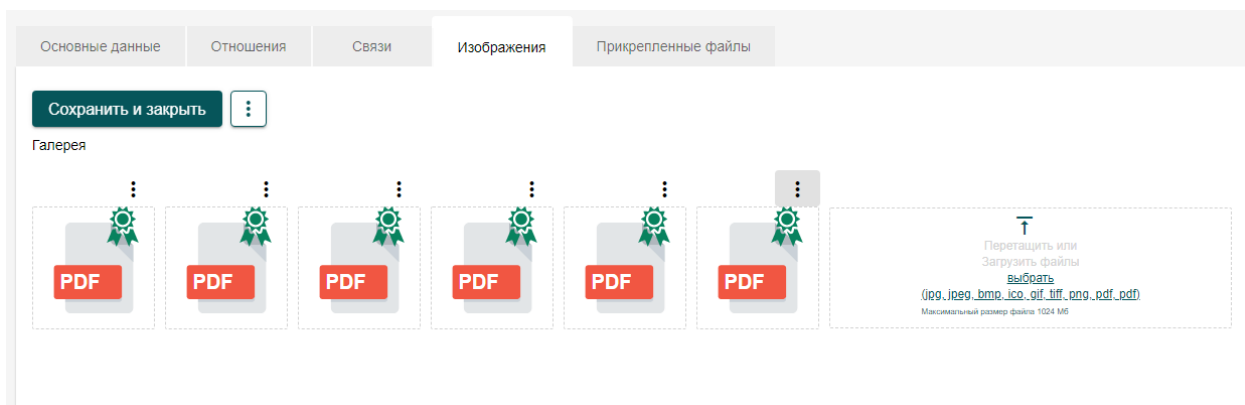 Основные данные
Отношения
Связи
Изображения
Прикрепленные файлы
Сохранить и закрыть
Галерея
PDF
PDF
PDF
PDF
PDF
PDF
Перетащить или
Загрузить файлы
выбрать
(jpg, jpeg, bmp, ico, gif, tiff, png, pdf, pdf)
Максимальный размер файла 1024 Мб